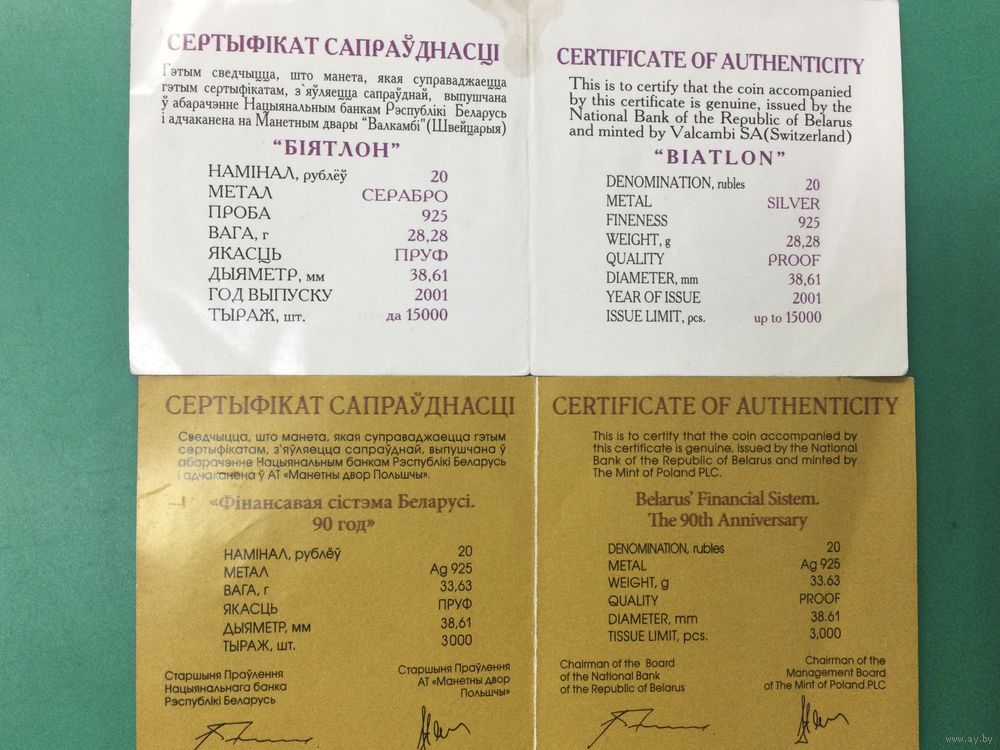 СЕРТЫФІКАТ САПРАЎДНАСЦІ
Гэтым сведчыцца, што манета, якая суправаджаецца
гэтым сертыфікатам, з`яўляецца сапраўднай, выпушчана
ў абарачэнне Нацыянальным банкам Рэспублікі Беларусь
і адчаканена на Манетным двары "Валкамбі"(Швейцарыя)
"БІЯТЛОН"
НАМІНАЛ, рублёў 20
МЕТАЛ СЕРАБРО
ПРОБА 925
ВАГА, г 28,28
ЯКАСЦЬ ПРУФ
ДЫЯМЕТР, мм 38,61
ГОД ВЫПУСКУ 2001
ТЫРАЖ, шт. да 15000
CERTIFICATE OF AUTHENTICITY
This is to certify that the coin accompanied
by this certificate is genuine, issued by the
National Bank of the Republic of Belarus
and minted by Valcambi SA(Switzerland)
"BIATLON"
DENOMINATION, rubles 20
METAL SILVER
FINENESS 925
WEIGHT, g 28,28
QUALITY PROOF
DIAMETER, mm 38,61
YEAR OF ISSUE 2001
ISSUE LIMIT, pcs. up to 15000
СЕРТЫФІКАТ САПРАЎДНАСЦІ
Сведчыцца, што манета, якая суправаджаецца гэтым
сертыфікатам, з'яўляецца сапраўднай, выпушчана ў
абарачэнне Нацыянальным банкам Рэспублікі Беларусь
і адчаканена ў АТ «Манетны двор Польшчы».
«Фінансавая сістэма Беларусі.
90 год»
НАМІНАЛ, рублёў 20
МЕТАЛ Ag 925
ВАГА, г 33,63
ЯКАСЦЬ ПРУФ
ДЫЯМЕТР, мм 38,61
ТЫРАЖ, шт. 3000
Старшыня Праўлення
Нацыянальнага банка
Рэспублікі Беларусь
Старшыня Праўлення
АТ «Манетны двор
Польшчы»
CERTIFICATE OF AUTHENTICITY
This is to certify that the coin accompanied by
this certificate is genuine, issued by the National
Bank of the Republic of Belarus and minted by
The Mint of Poland PLC.
Belarus' Financial Sistem.
The 90th Anniversary
DENOMINATION, rubles 20
METAL Ag 925
WEIGHT, g 33.63
QUALITY PROOF
DIAMETER, mm 38.61
TISSUE LIMIT, pcs. 3,000
Chairman of the Board
of the National Bank
of the Republic of Belarus
Chairman of the
Management Board
of The Mint of Poland PLC
www.ay.by